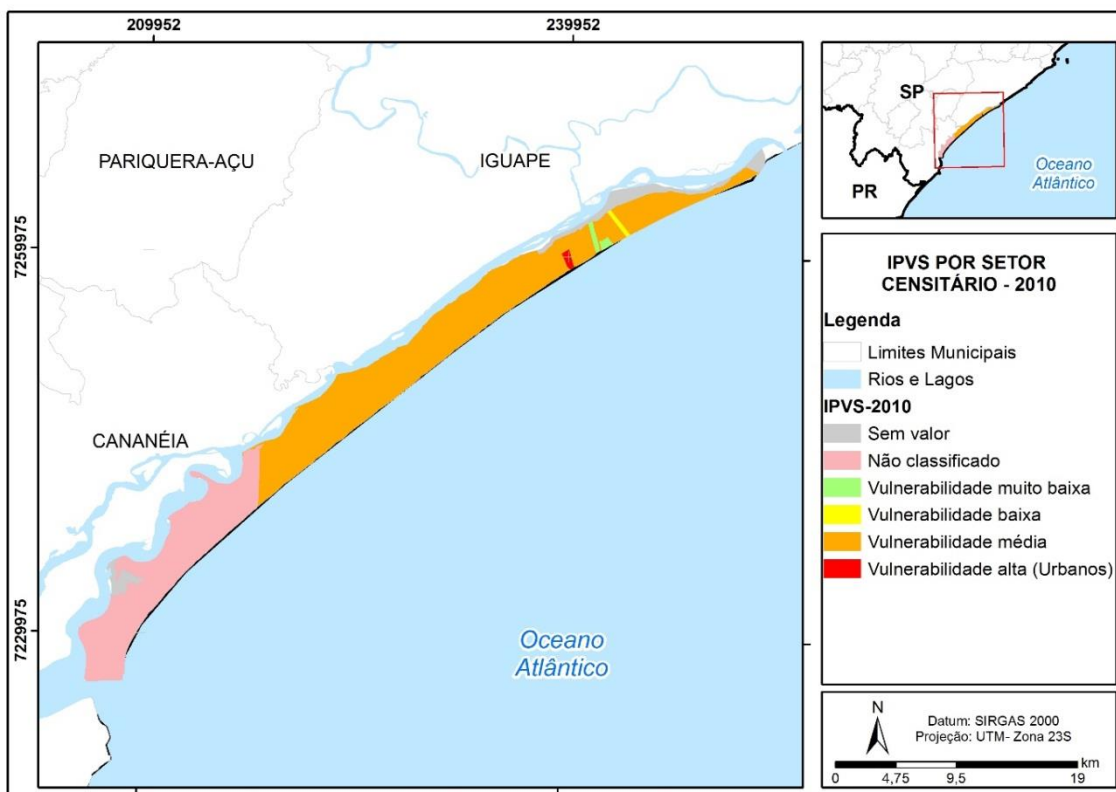 209952
239952
7259975
7229975
PARIQUERA-AÇU
IGUAPE
CANANÉIA
Oceano
Atlântico
SP
PR
Oceano
Atlântico
IPVS POR SETOR
CENSITÁRIO - 2010
Legenda
Limites Municipais
Rios e Lagos
IPVS-2010
Sem valor
Não classificado
Vulnerabilidade muito baixa
Vulnerabilidade baixa
Vulnerabilidade média
Vulnerabilidade alta (Urbanos)
N
Datum: SIRGAS 2000
Projeção: UTM- Zona 23S
km
0 4,75 9,5 19